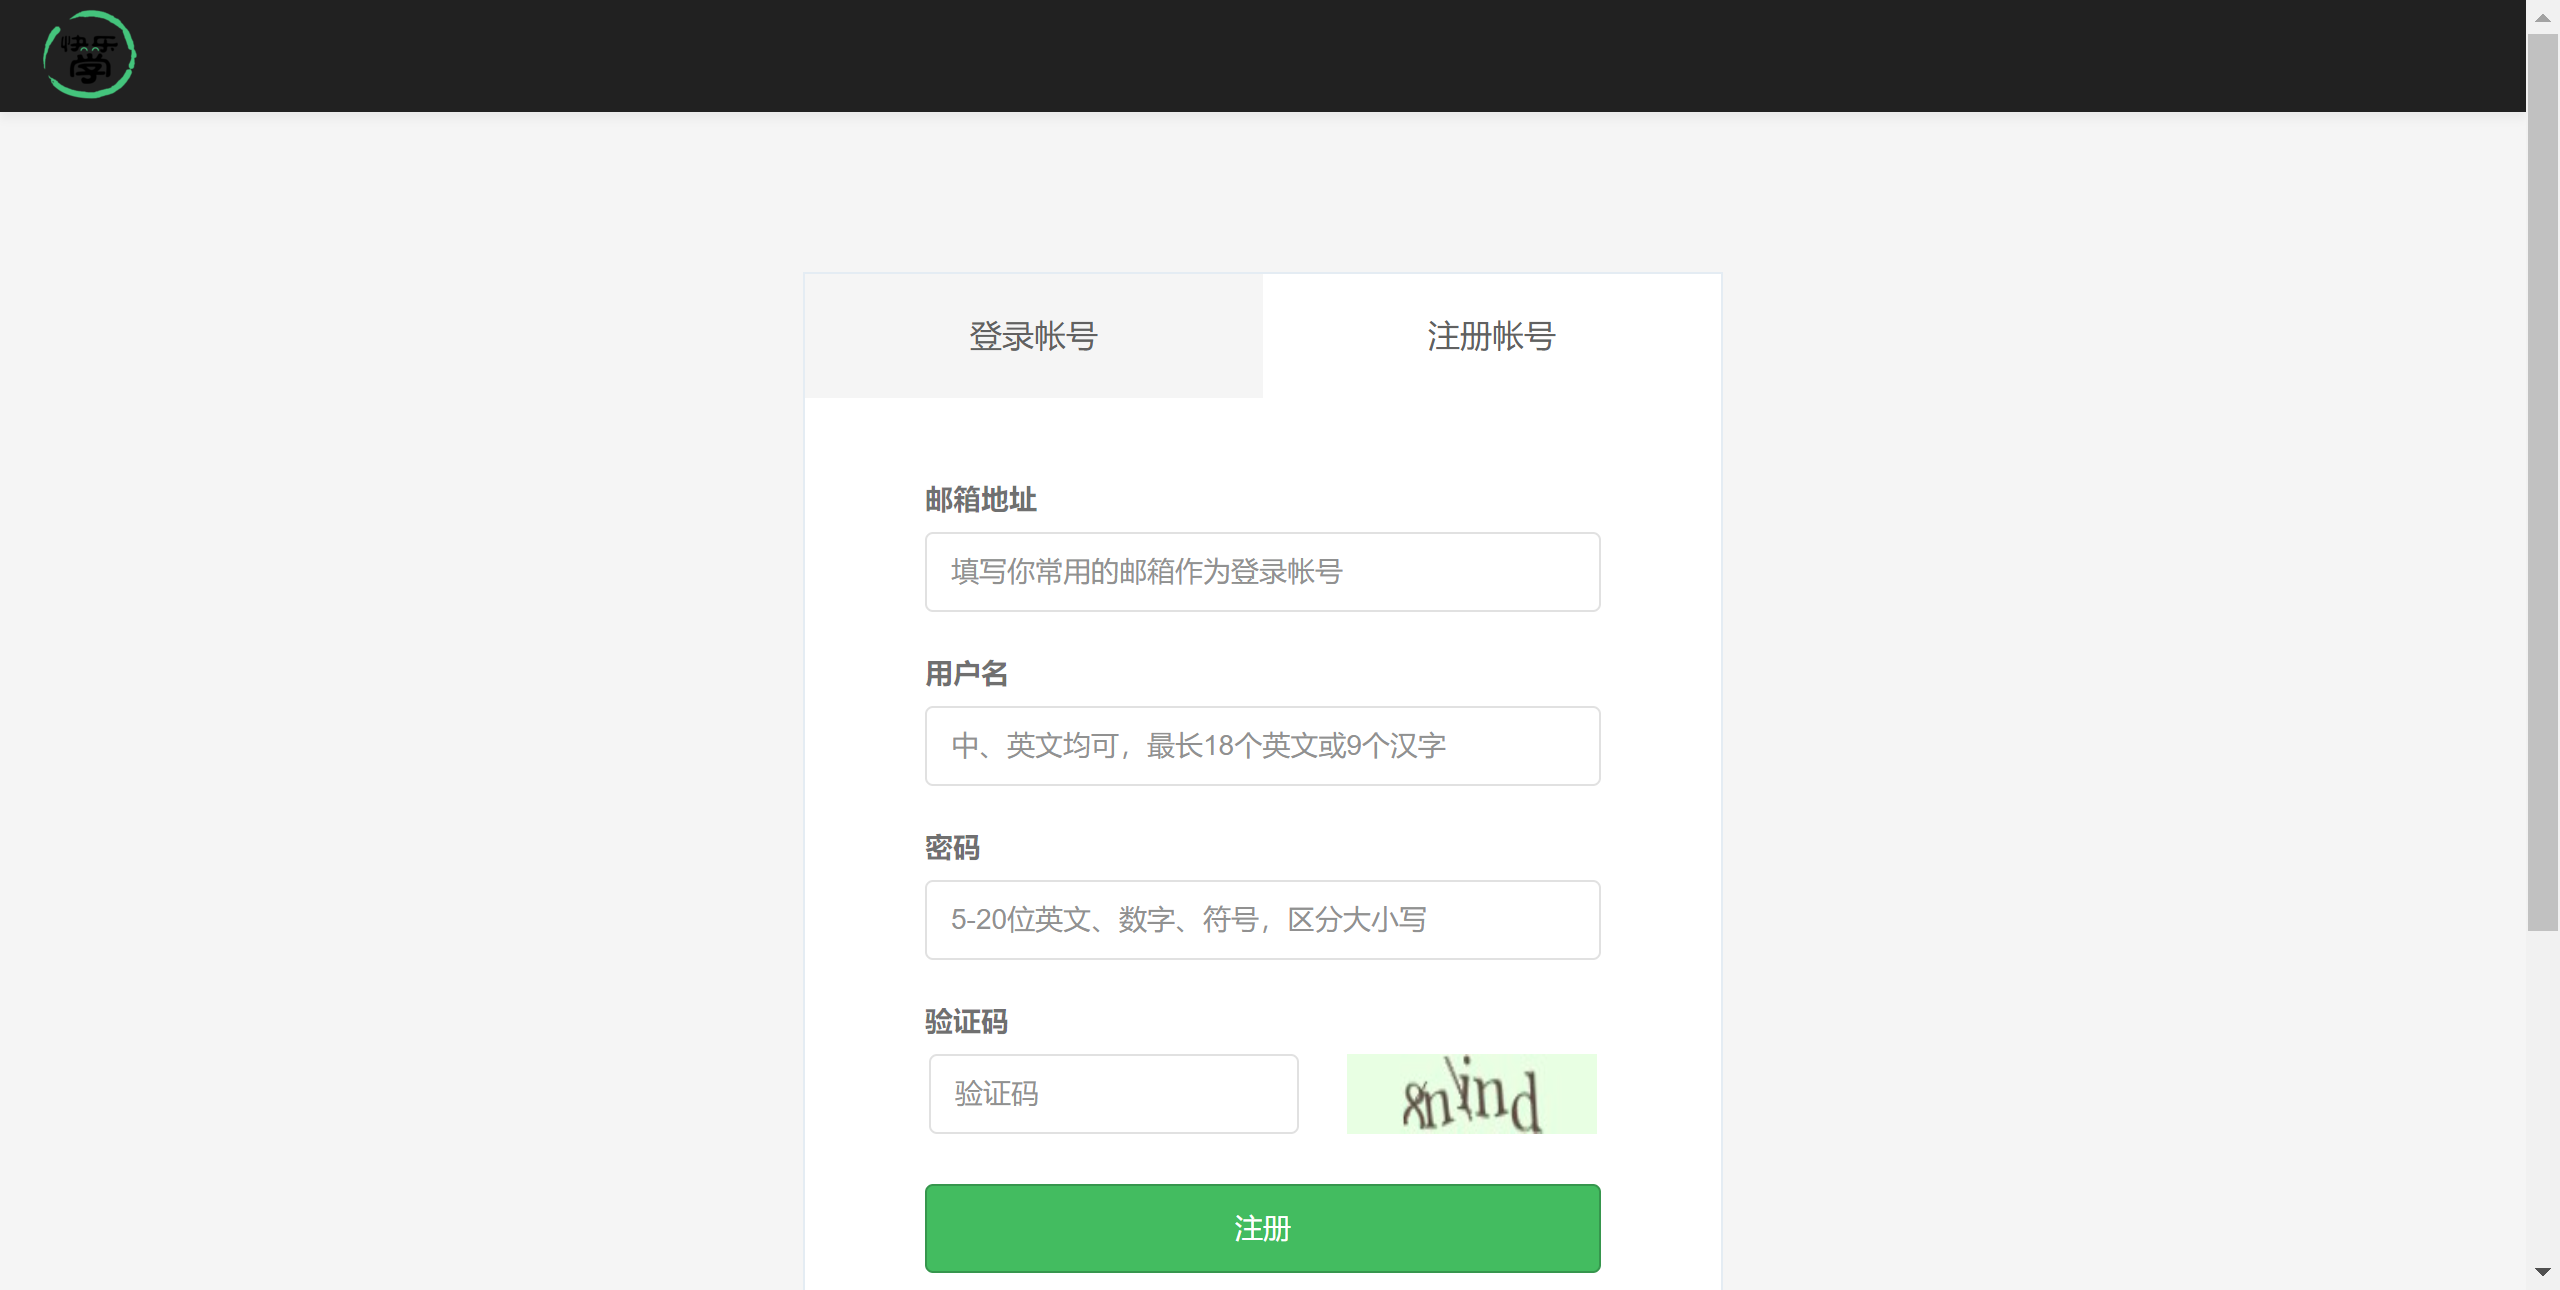 快乐
学
登录帐号
注册帐号
邮箱地址
填写你常用的邮箱作为登录帐号
用户名
中、英文均可，最长18个英文或9个汉字
密码
5-20位英文、数字、符号，区分大小写
验证码
验证码
注册